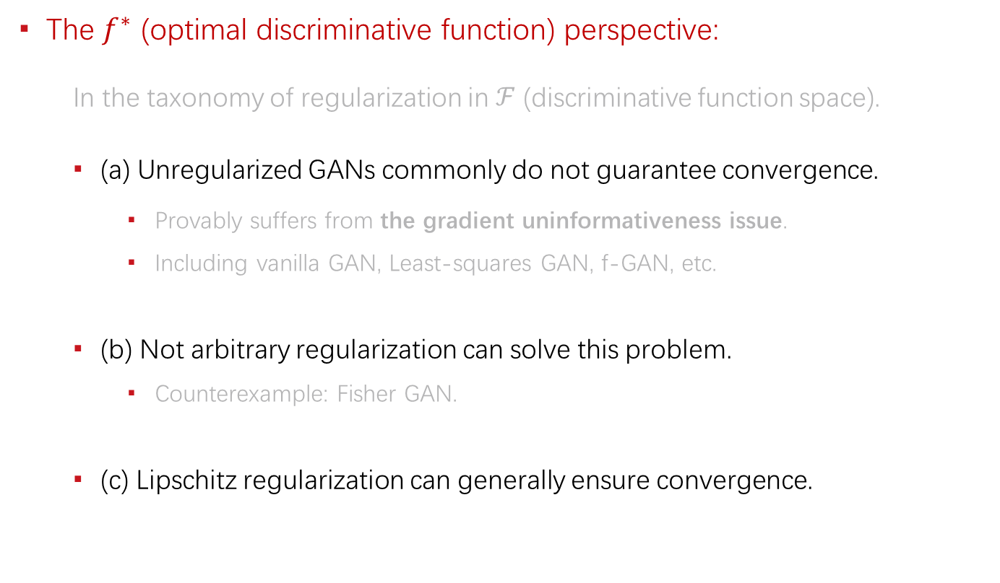 ▪ The f* (optimal discriminative function) perspective:
In the taxonomy of regularization in ℱ (discriminative function space).
▪ (a) Unregularized GANs commonly do not guarantee convergence.
▪ Provably suffers from the gradient uninformativeness issue.
▪ Including vanilla GAN, Least-squares GAN, f-GAN, etc.
▪ (b) Not arbitrary regularization can solve this problem.
▪ Counterexample: Fisher GAN.
▪ (c) Lipschitz regularization can generally ensure convergence.